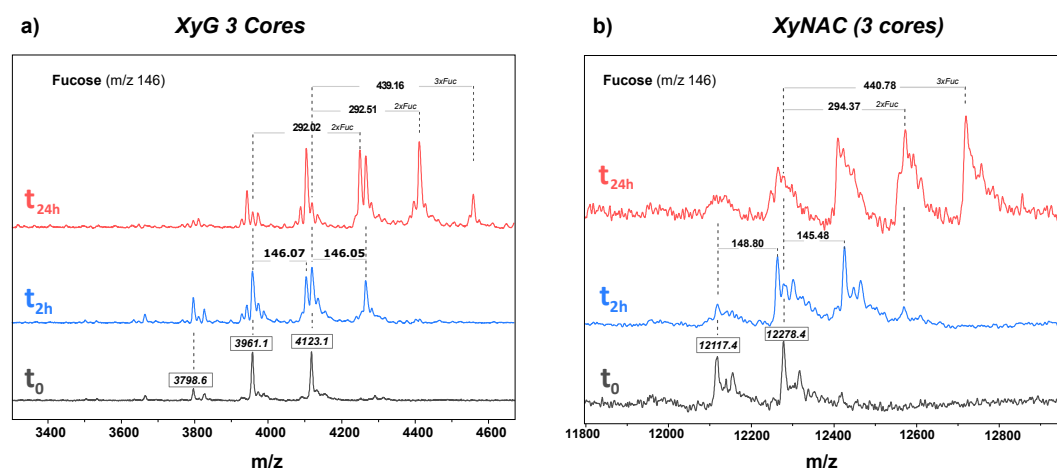 a)
XyG 3 Cores
Fucose (m/z 146)
439.16
3xFuc
292.51
2xFuc
292.02
2xFuc
t24h
146.07
146.05
t2h
3961.1
4123.1
3798.6
t0
3400
3600
3800
4000
4200
4400
4600
m/z
b)
XyNAC (3 cores)
Fucose (m/z 146)
440.78
3xFuc
294.37
2xFuc
t24h
145.48
148.80
t2h
12117.4
12278.4
t0
11800
12000
12200
12400
12600
12800
m/z